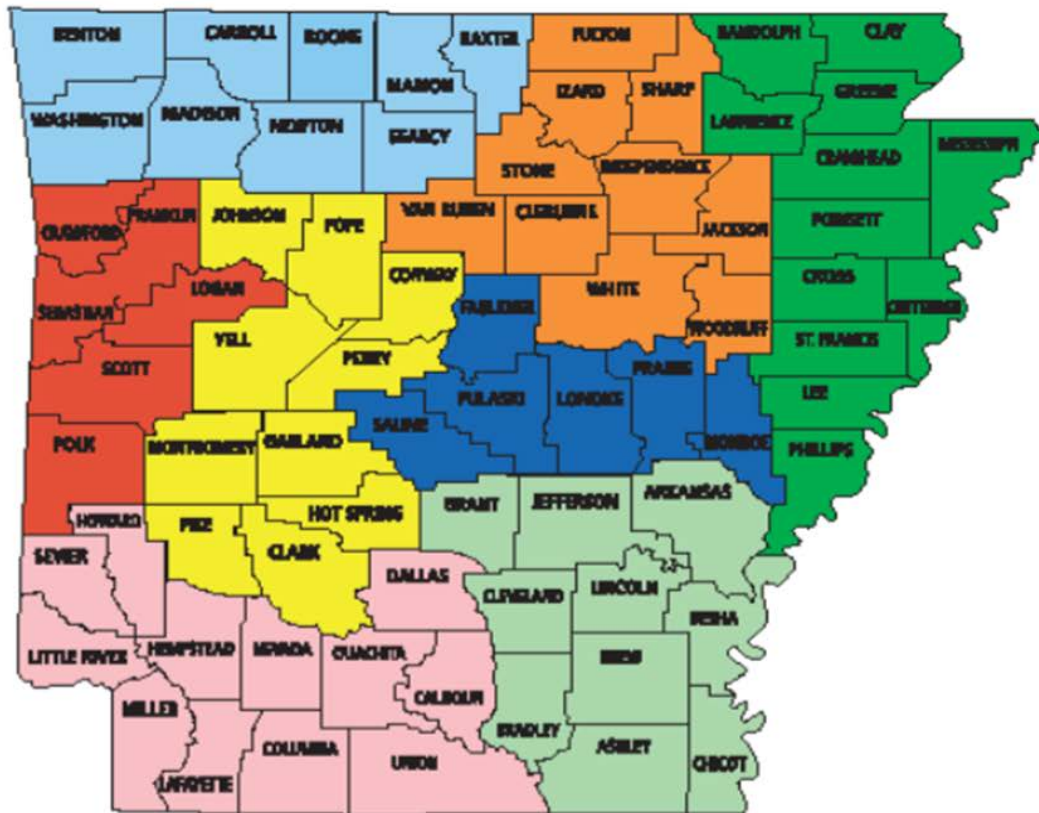 BENTON
CARROLL
BOONE
MARION
BAXTER
FULTON
RANDOLPH
CLAY
WASHINGTON
MADISON
NEWTON
SEARCY
IZARD
SHARP
LAWRENCE
GREENE
STONE
INDEPENDENCE
CRAIGHEAD
MISSISSIPPI
CRAWFORD
FRANKLIN
JOHNSON
POPE
VAN BUREN
CLEBURNE
JACKSON
POINSETT
SEBASTIAN
LOGAN
CONWAY
FAULKNER
WHITE
WOODRUFF
CROSS
CRITTENDEN
SCOTT
YELL
PERRY
PULASKI
LONOKE
PRAIRIE
ST. FRANCIS
LEE
POLK
MONTGOMERY
GARLAND
SALINE
MONROE
PHILLIPS
HOWARD
PIKE
HOT SPRING
CLARK
GRANT
JEFFERSON
ARKANSAS
SEVIER
DALLAS
CLEVELAND
LINCOLN
DESHA
LITTLE RIVER
HEMPSTEAD
NEVADA
OUACHITA
CALHOUN
DREW
MILLER
LAFAYETTE
COLUMBIA
UNION
BRADLEY
ASHLEY
CHICOT